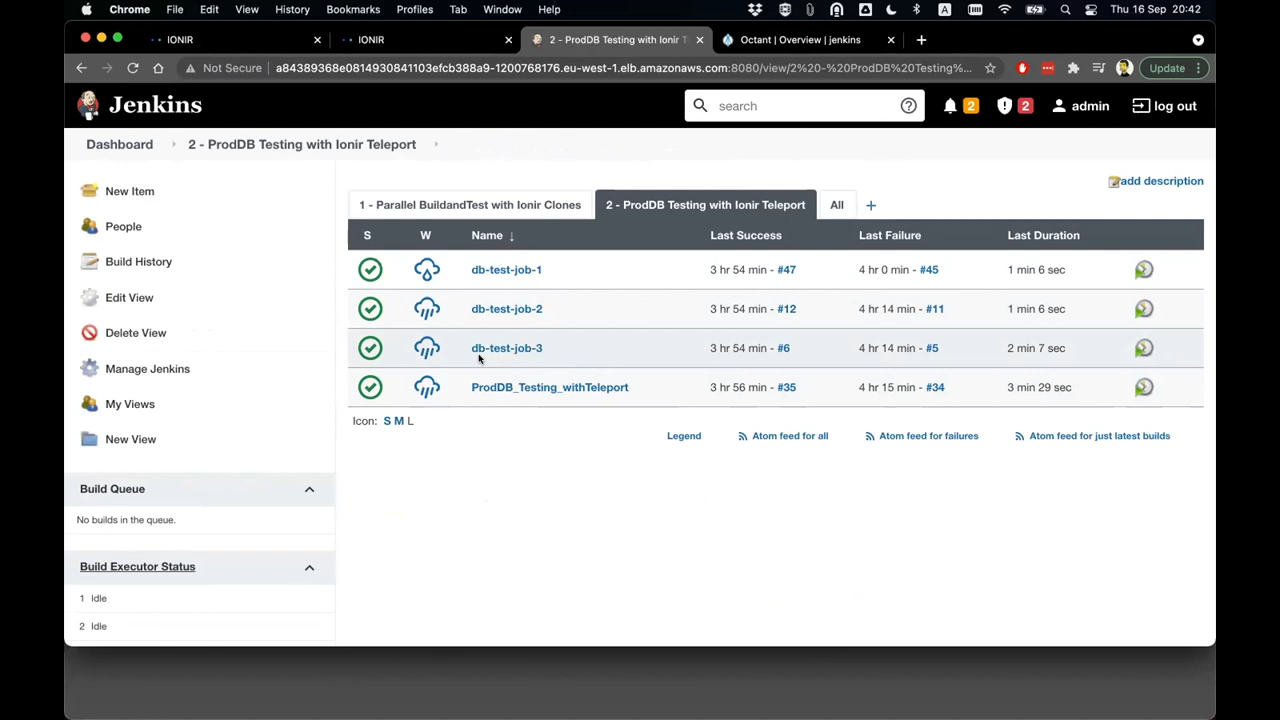 Chrome File Edit View History Bookmarks Profiles Tab Window Help A Thu 16 Sep 20:42
IONIR × IONIR × 2 - ProdDB Testing with Ionir T × Octant | Overview | jenkins × +
Not Secure a84389368e0814930841103efcb388a9-1200768176.eu-west-1.elb.amazonaws.com:8080/view/2%20-%20ProdDB%20Testing%... Update
Jenkins search 2 2 admin log out
Dashboard 2 - ProdDB Testing with Ionir Teleport
add description
New Item
People
Build History
Edit View
Delete View
Manage Jenkins
My Views
New View
Build Queue
No builds in the queue.
Build Executor Status
1 Idle
2 Idle
1 - Parallel BuildandTest with Ionir Clones 2 - ProdDB Testing with Ionir Teleport All +
S W Name ↓ Last Success Last Failure Last Duration
db-test-job-1 3 hr 54 min - #47 4 hr 0 min - #45 1 min 6 sec
db-test-job-2 3 hr 54 min - #12 4 hr 14 min - #11 1 min 6 sec
db-test-job-3 3 hr 54 min - #6 4 hr 14 min - #5 2 min 7 sec
ProdDB_Testing_withTeleport 3 hr 56 min - #35 4 hr 15 min - #34 3 min 29 sec
Icon: S M L
Legend Atom feed for all Atom feed for failures Atom feed for just latest builds